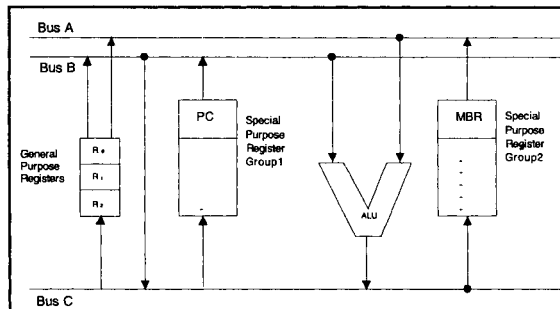 Bus A
Bus B
PC
Special
Purpose
Register
Group1
MBR
Special
Purpose
Register
Group2
General
Purpose
Registers
R₀
R₁
R₂
ALU
Bus C